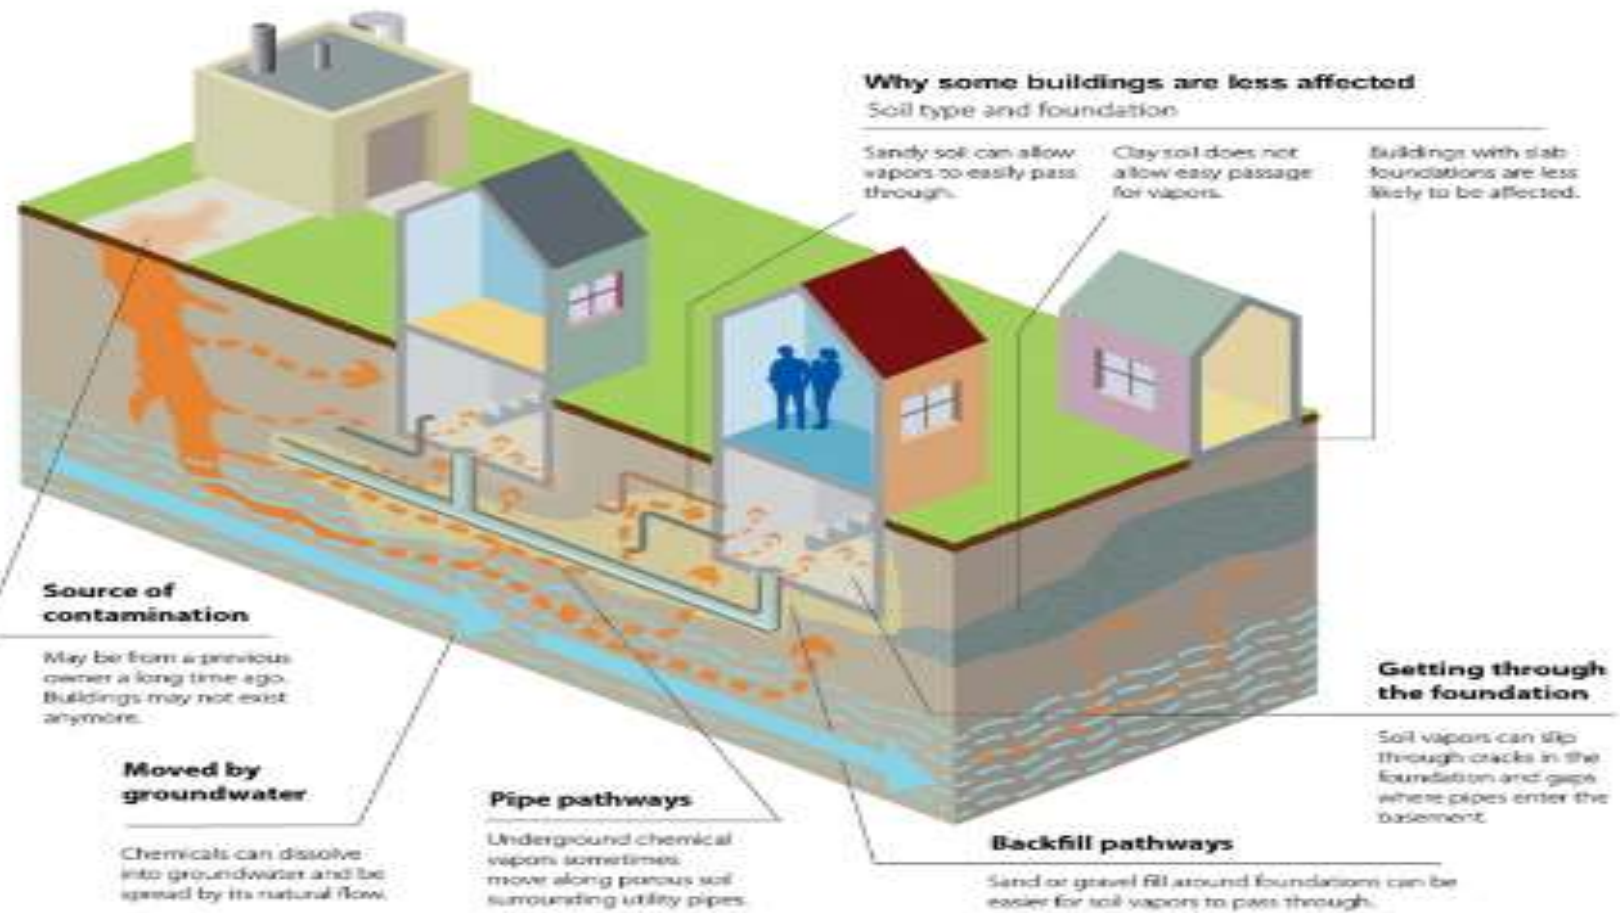 Why some buildings are less affected
Soil type and foundation
Sandy soil can allow
vapors to easily pass
through.
Clay soil does not
allow easy passage
for vapors.
Buildings with slab
foundations are less
likely to be affected.
Source of
contamination
May be from a previous
owner a long time ago.
Buildings may not exist
anymore.
Moved by
groundwater
Chemicals can dissolve
into groundwater and be
spread by its natural flow.
Pipe pathways
Underground chemical
vapors sometimes
move along porous soil
surrounding utility pipes.
Backfill pathways
Sand or gravel fill around foundations can be
easier for soil vapors to pass through.
Getting through
the foundation
Soil vapors can slip
through cracks in the
foundation and gaps
where pipes enter the
basement.